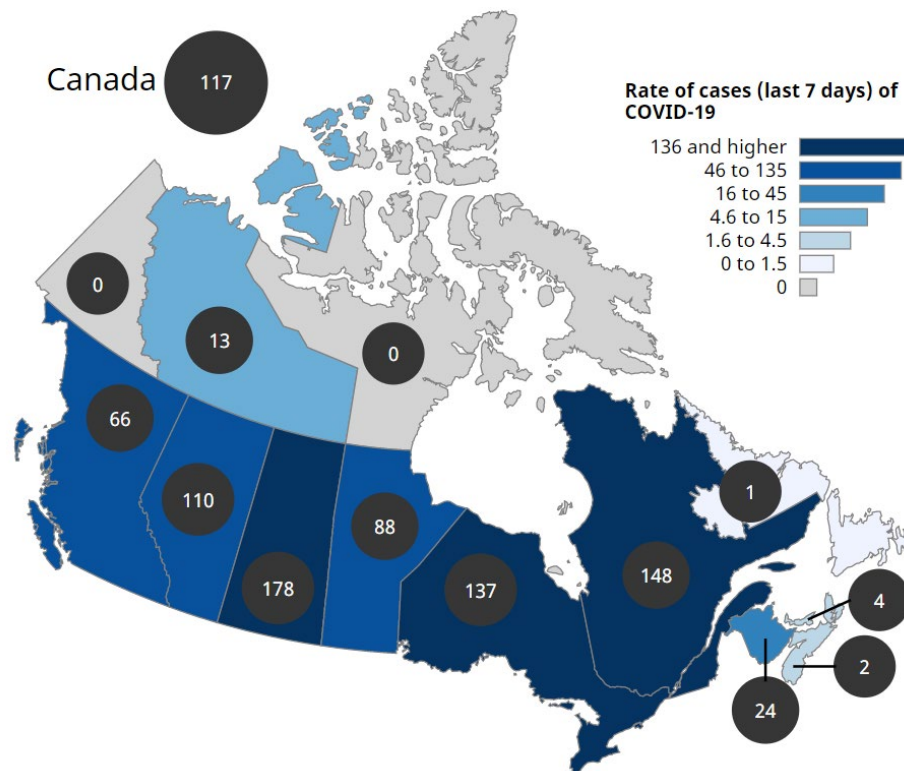 Canada
117
Rate of cases (last 7 days) of
COVID-19
136 and higher
46 to 135
16 to 45
4.6 to 15
1.6 to 4.5
0 to 1.5
0
0
13
0
66
110
178
88
137
148
1
4
2
24